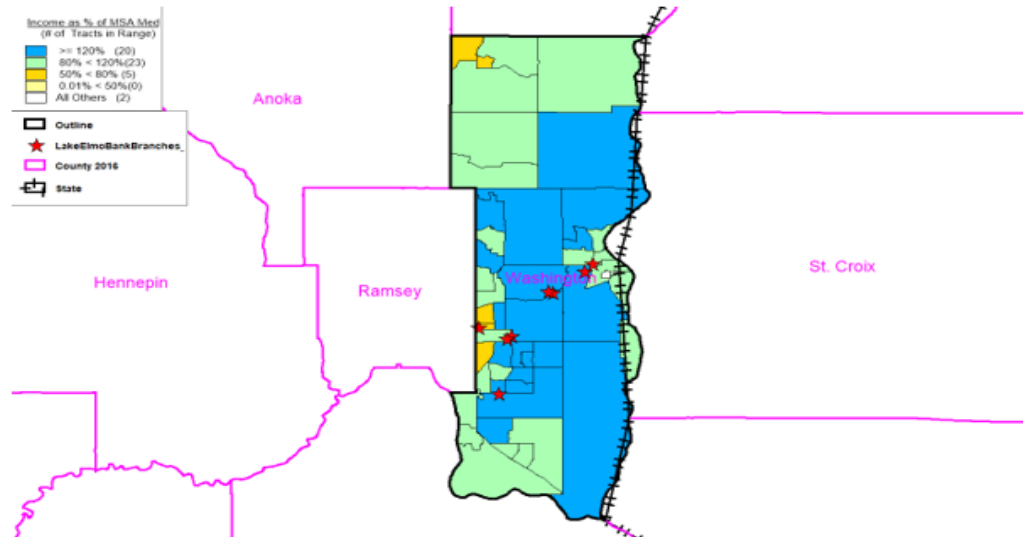 Income as % of MSA Med
(# of Tracts in Range)
>= 120% (20)
80% < 120%(23)
50% < 80% (5)
0.01% < 50%(0)
All Others (2)
Outline
LakeElmoBankBranches_
County 2016
State
Anoka
Hennepin
Ramsey
Washington
St. Croix